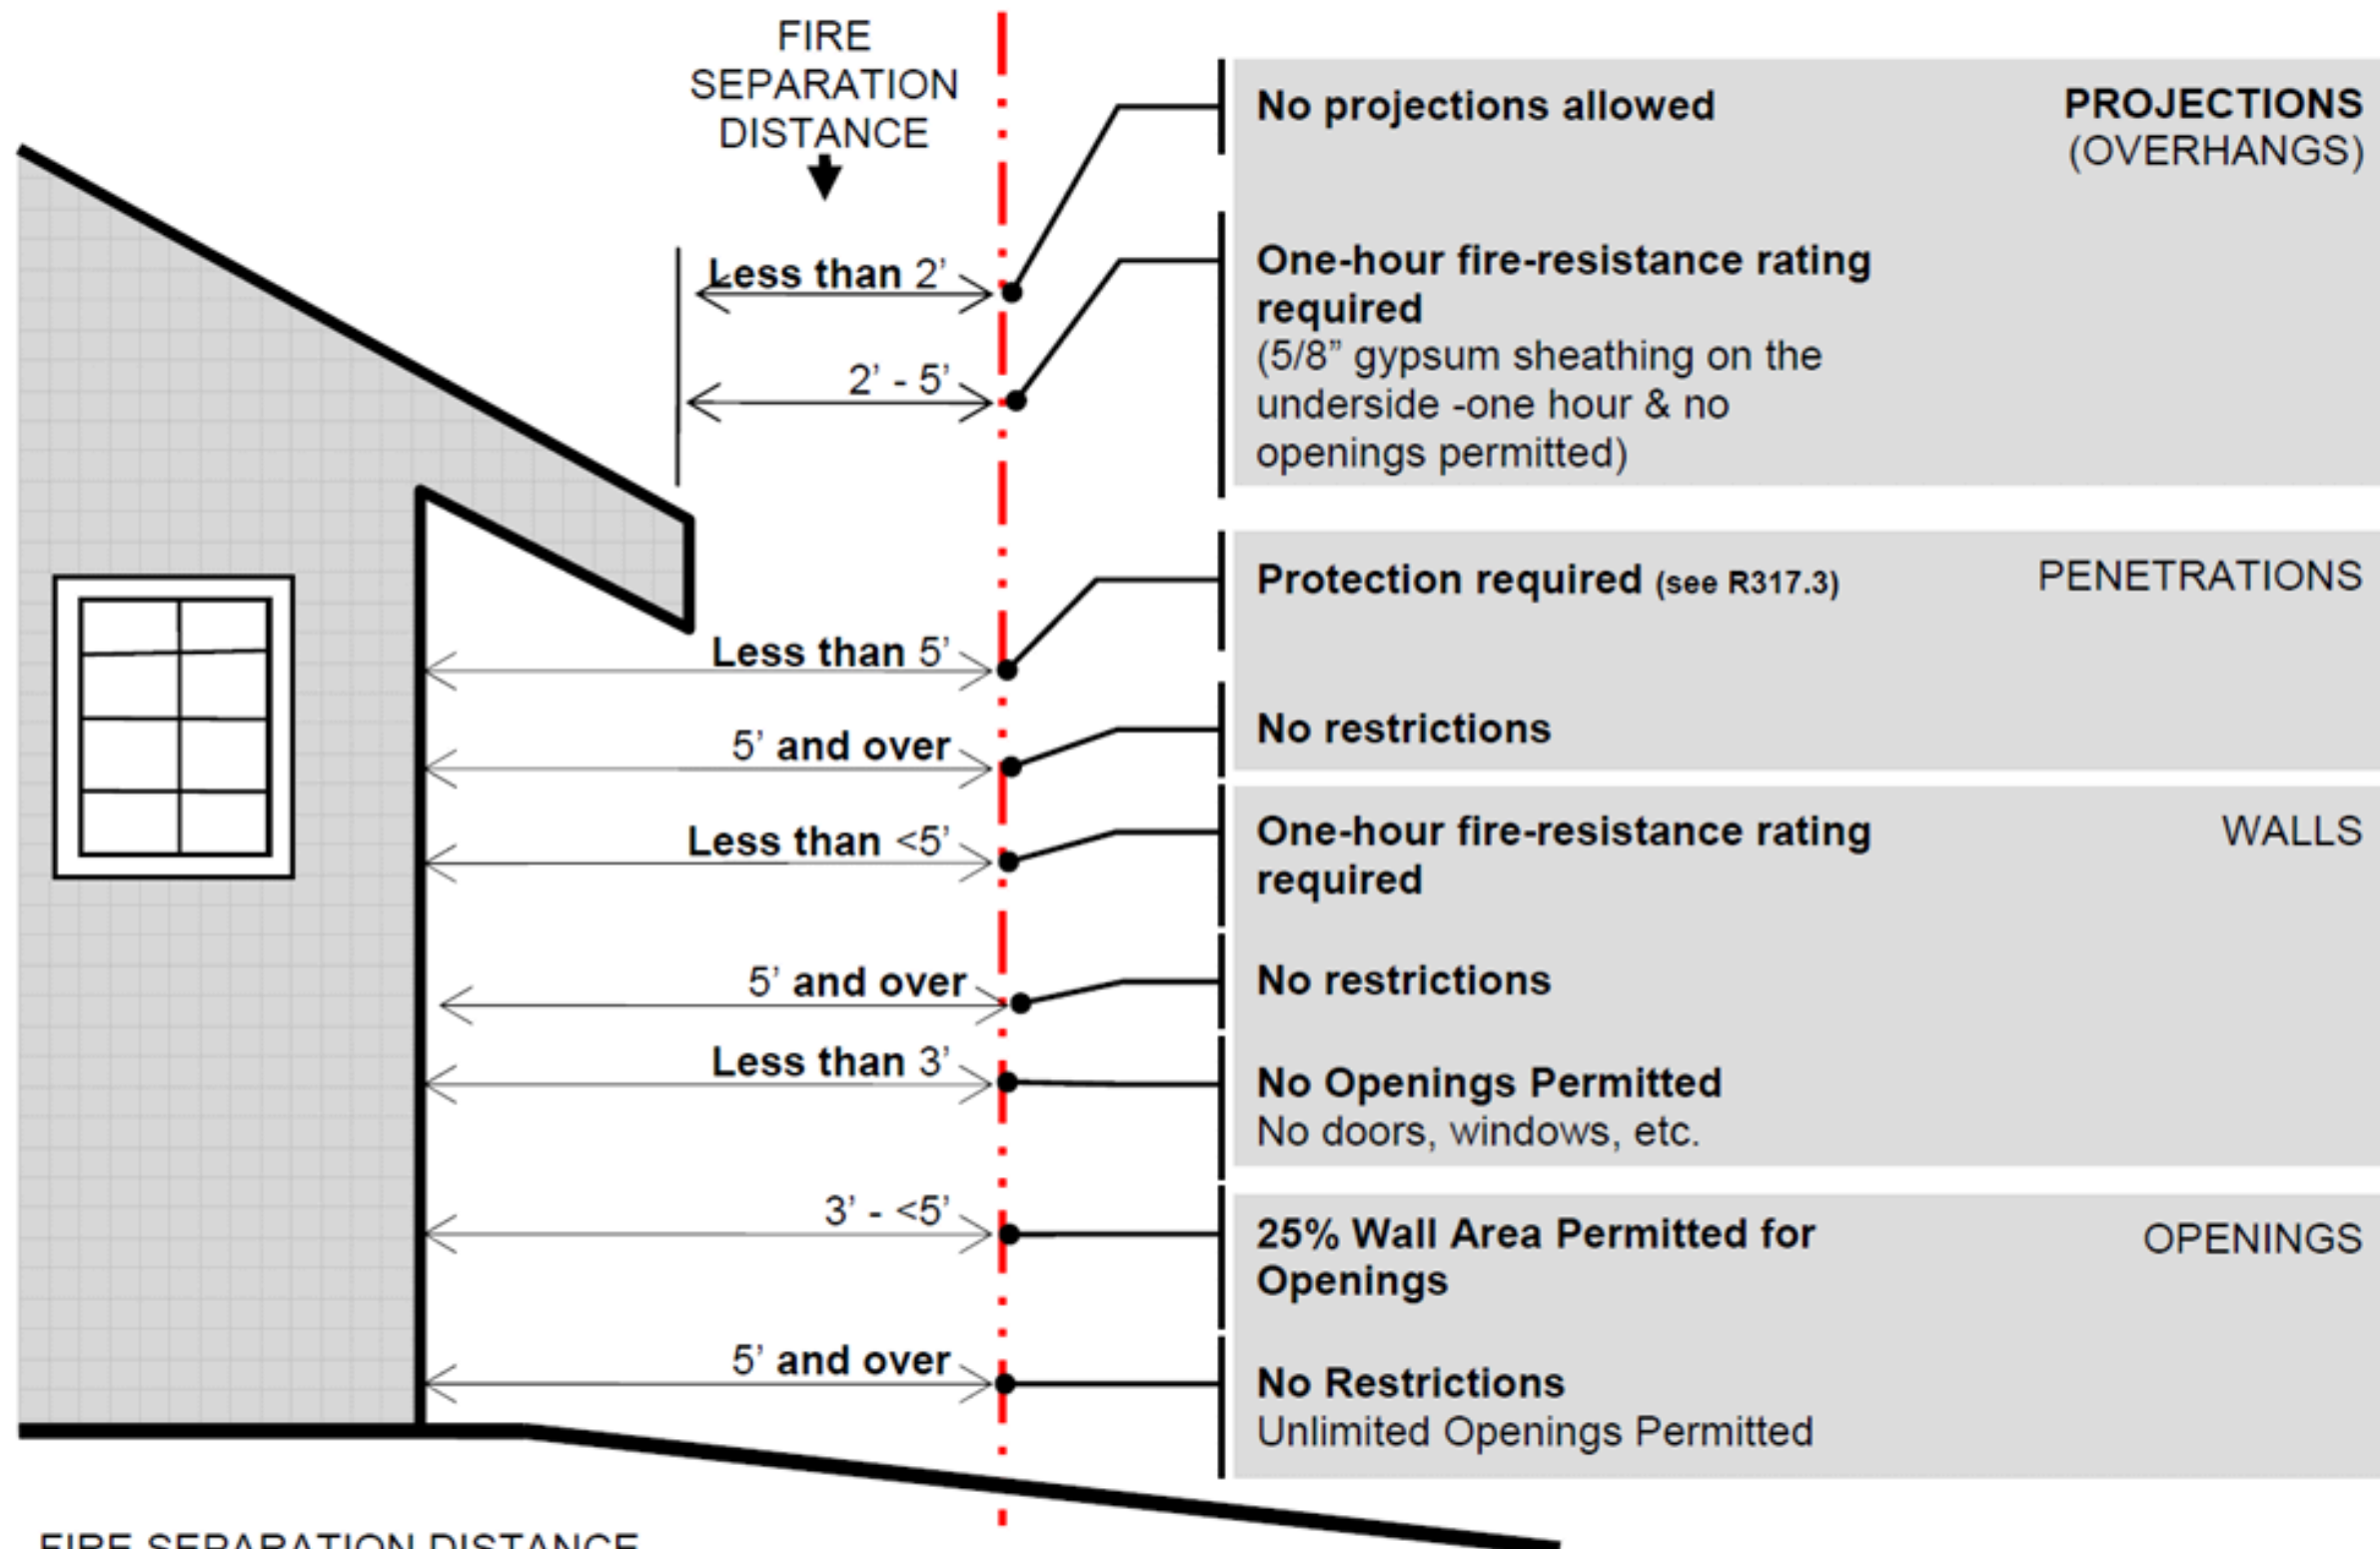 FIRE
SEPARATION
DISTANCE
Less than 2’
2’ - 5’
Less than 5’
5’ and over
Less than <5’
5’ and over
Less than 3’
3’ - <5’
5’ and over
No projections allowed
PROJECTIONS
(OVERHANGS)
One-hour fire-resistance rating
required
(5/8” gypsum sheathing on the
underside -one hour & no
openings permitted)
Protection required (see R317.3)
PENETRATIONS
No restrictions
One-hour fire-resistance rating
required
WALLS
No restrictions
No Openings Permitted
No doors, windows, etc.
25% Wall Area Permitted for
Openings
OPENINGS
No Restrictions
Unlimited Openings Permitted
FIRE SEPARATION DISTANCE